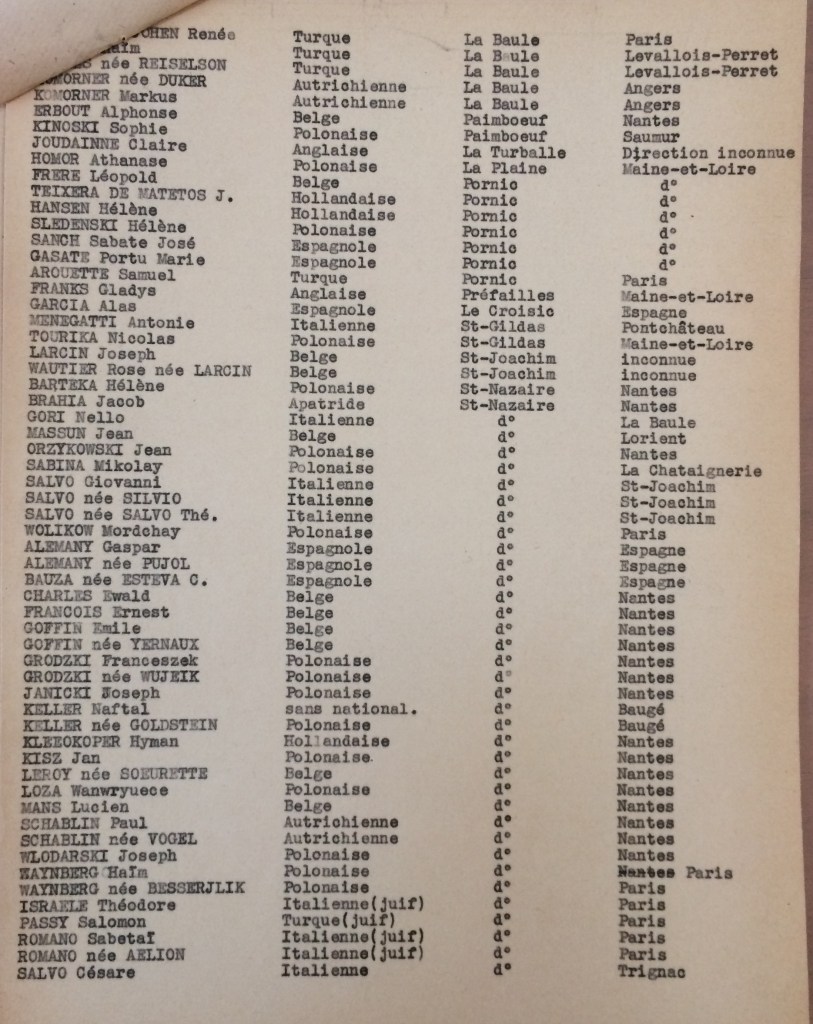 COHEN Renée Turque La Baule Paris
Haïm Turque La Baule Levallois-Perret
née REISELSON Turque La Baule Levallois-Perret
KOMORNER née DUKER Autrichienne La Baule Angers
KOMORNER Markus Autrichienne La Baule Angers
ERBOUT Alphonse Belge Paimboeuf Nantes
KINOSKI Sophie Polonaise Paimboeuf Saumur
JOUDAINNE Claire Anglaise La Turballe Direction inconnue
HOMOR Athanase Polonaise La Plaine Maine-et-Loire
FRERE Léopold Belge Pornic d°
TEIXERA DE MATETOS J. Hollandaise Pornic d°
HANSEN Hélène Hollandaise Pornic d°
SLEDENSKI Hélène Polonaise Pornic d°
SANCH Sabate José Espagnole Pornic d°
GASATE Portu Marie Espagnole Pornic d°
AROUETTE Samuel Turque Pornic Paris
FRANKS Gladys Anglaise Préfailles Maine-et-Loire
GARCIA Alas Espagnole Le Croisic Espagne
MENEGATTI Antonie Italienne St-Gildas Pontchâteau
TOURIKA Nicolas Polonaise St-Gildas Maine-et-Loire
LARCIN Joseph Belge St-Joachim inconnue
WAUTIER Rose née LARCIN Belge St-Joachim inconnue
BARTEKA Hélène Polonaise St-Nazaire Nantes
BRAHIA Jacob Apatride St-Nazaire Nantes
GORI Nello Italienne d° La Baule
MASSUN Jean Belge d° Lorient
ORZYKOWSKI Jean Polonaise d° Nantes
SABINA Mikolay Polonaise d° La Chataignerie
SALVO Giovanni Italienne d° St-Joachim
SALVO née SILVIO Italienne d° St-Joachim
SALVO née SALVO Thé. Italienne d° St-Joachim
WOLIKOW Mordchay Polonaise d° Paris
ALEMANY Gaspar Espagnole d° Espagne
ALEMANY née PUJOL Espagnole d° Espagne
BAUZA née ESTEVA C. Espagnole d° Espagne
CHARLES Ewald Belge d° Nantes
FRANCOIS Ernest Belge d° Nantes
GOFFIN Emile Belge d° Nantes
GOFFIN née YERNAUX Belge d° Nantes
GRODZKI Franceszek Polonaise d° Nantes
GRODZKI née WUJEIK Polonaise d° Nantes
JANICKI Joseph Polonaise d° Nantes
KELLER Naftal sans national. d° Baugé
KELLER née GOLDSTEIN Polonaise d° Baugé
KLEEOKOPER Hyman Hollandaise d° Nantes
KISZ Jan Polonaise. d° Nantes
LEROY née SOEURETTE Belge d° Nantes
LOZA Wanwryuece Polonaise d° Nantes
MANS Lucien Belge d° Nantes
SCHABLIN Paul Autrichienne d° Nantes
SCHABLIN née VOGEL Autrichienne d° Nantes
WLODARSKI Joseph Polonaise d° Nantes
Haïm Polonaise d° Nantes Paris
WAYNBERG née BESSERJLIK Polonaise d° Paris
ISRAELE Théodore Italienne(juif) d° Paris
PASSY Salomon Turque(juif) d° Paris
ROMANO Sabetaï Italienne(juif) d° Paris
ROMANO née AELION Italienne(juif) d° Paris
SALVO Césare Italienne d° Trignac